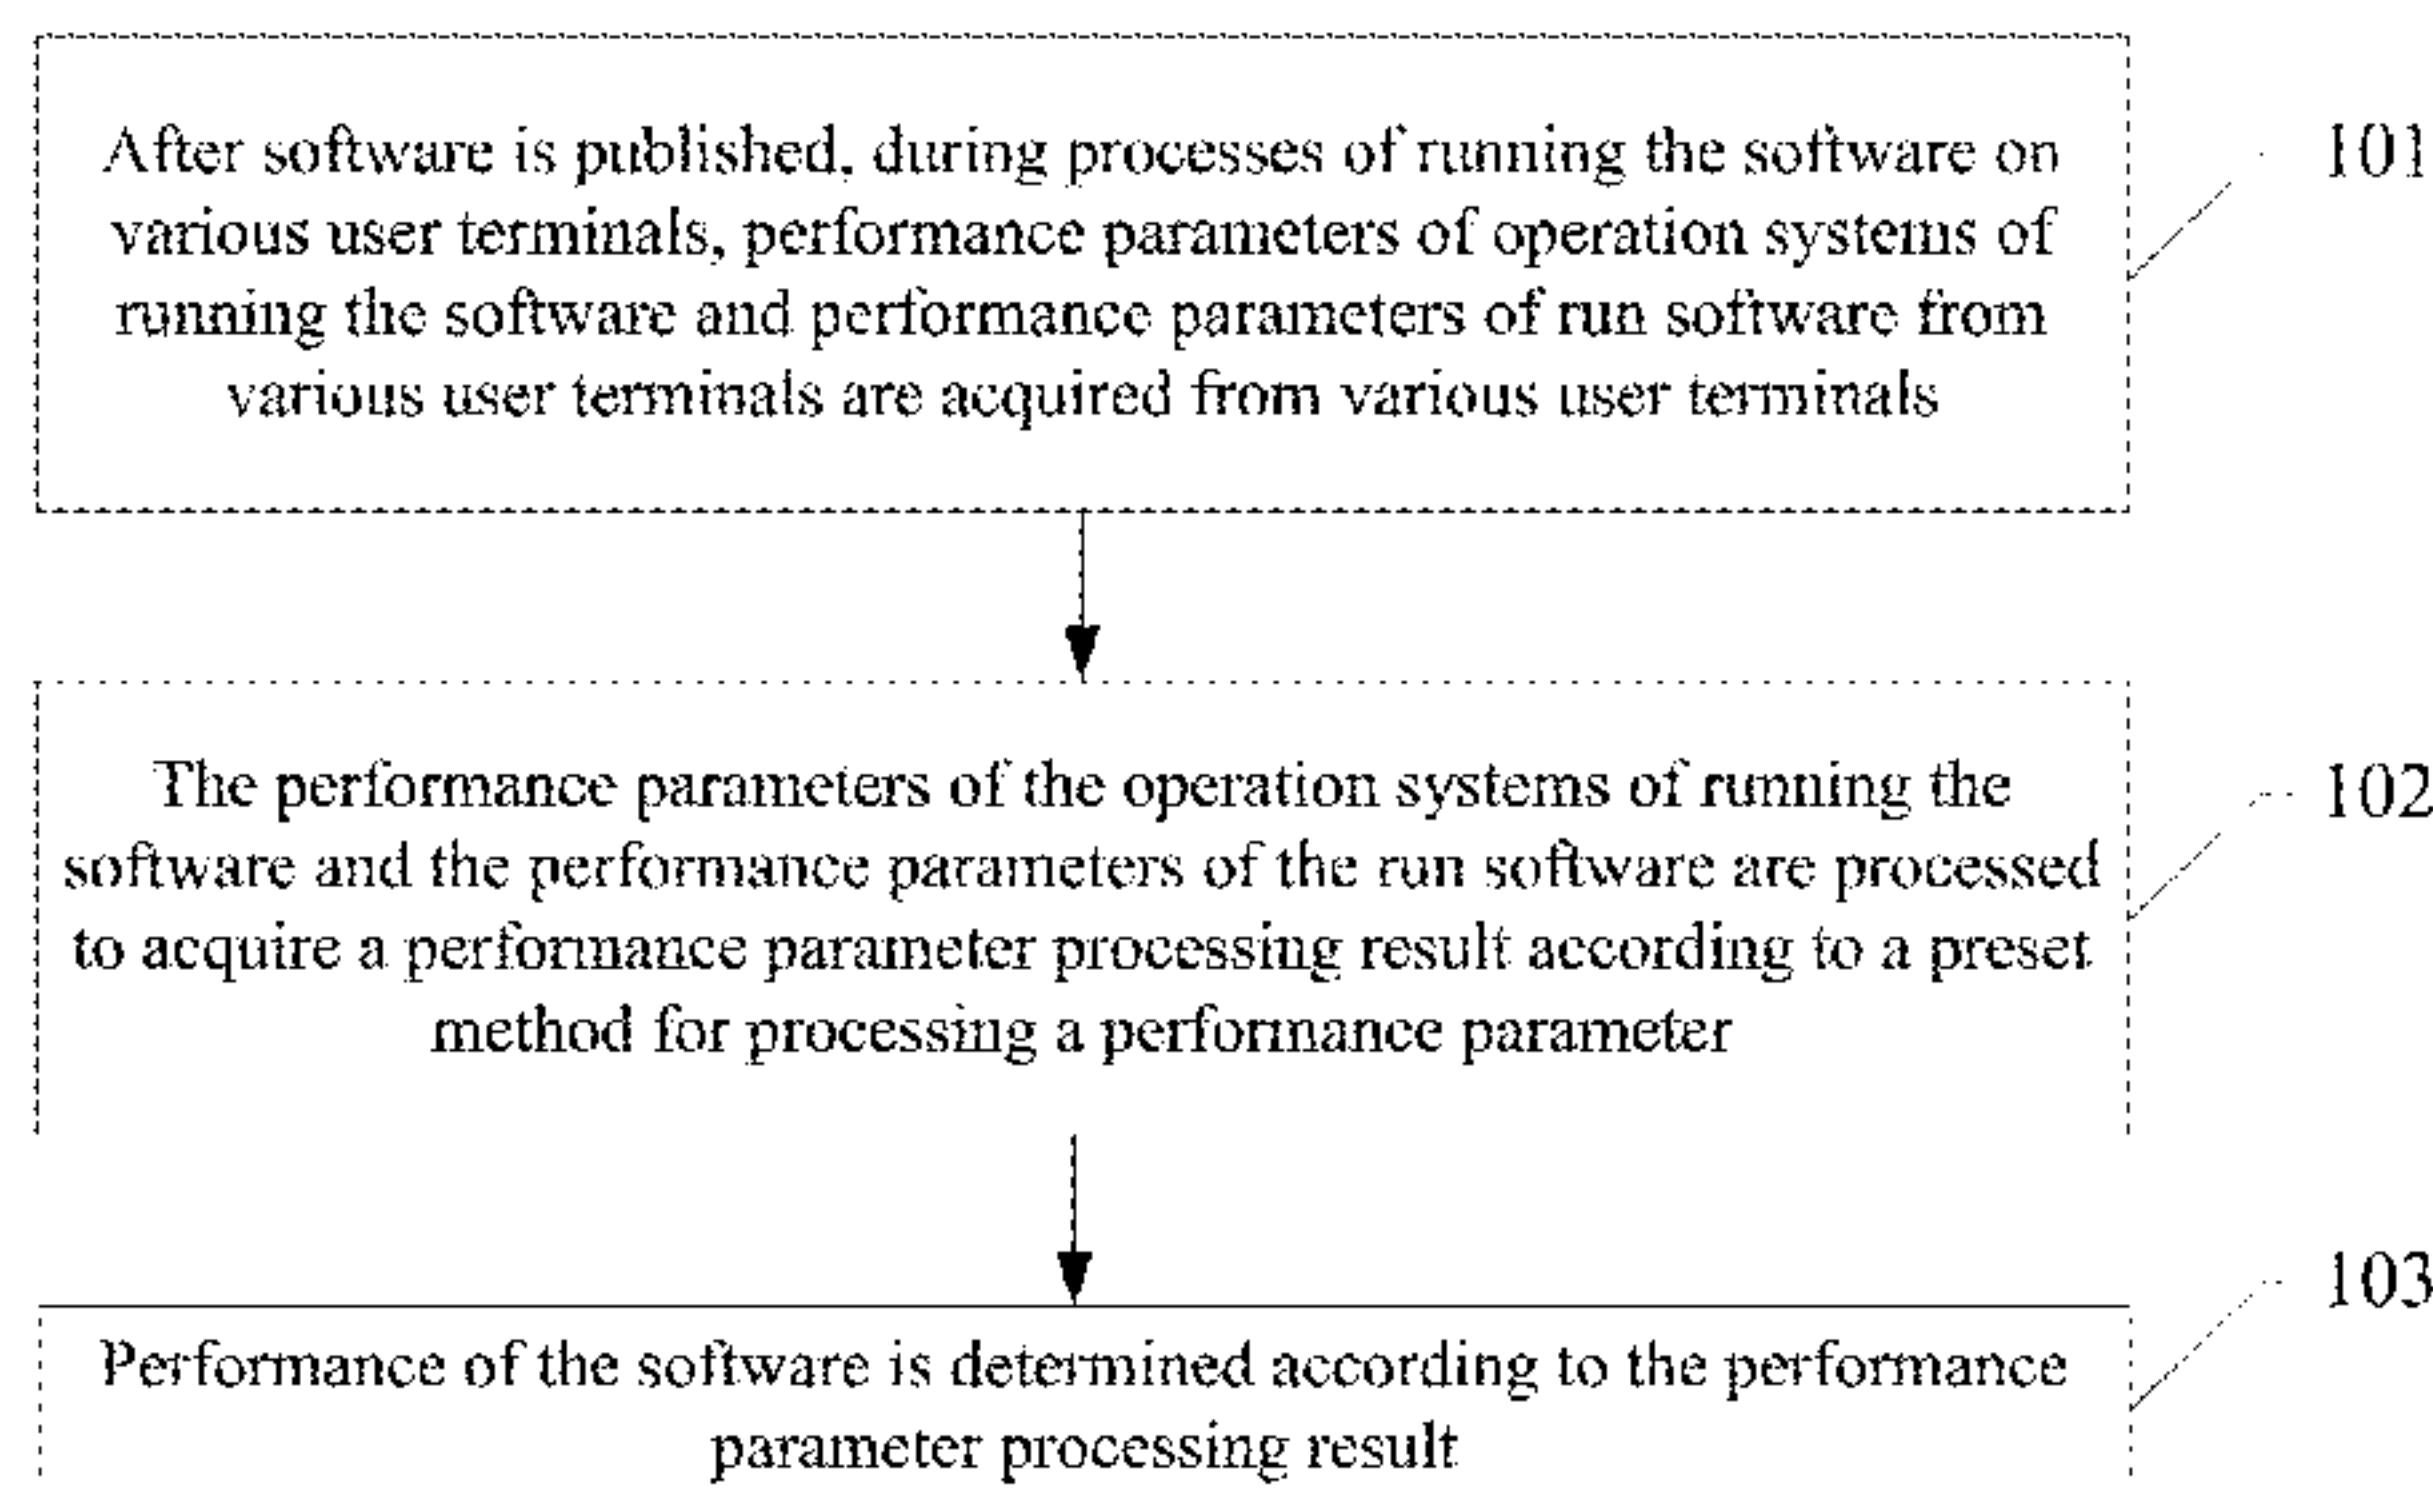 After software is published, during processes of running the software on
various user terminals, performance parameters of operation systems of
running the software and performance parameters of run software from
various user terminals are acquired from various user terminals
101
The performance parameters of the operation systems of running the
software and the performance parameters of the run software are processed
to acquire a performance parameter processing result according to a preset
method for processing a performance parameter
102
Performance of the software is determined according to the performance
parameter processing result
103